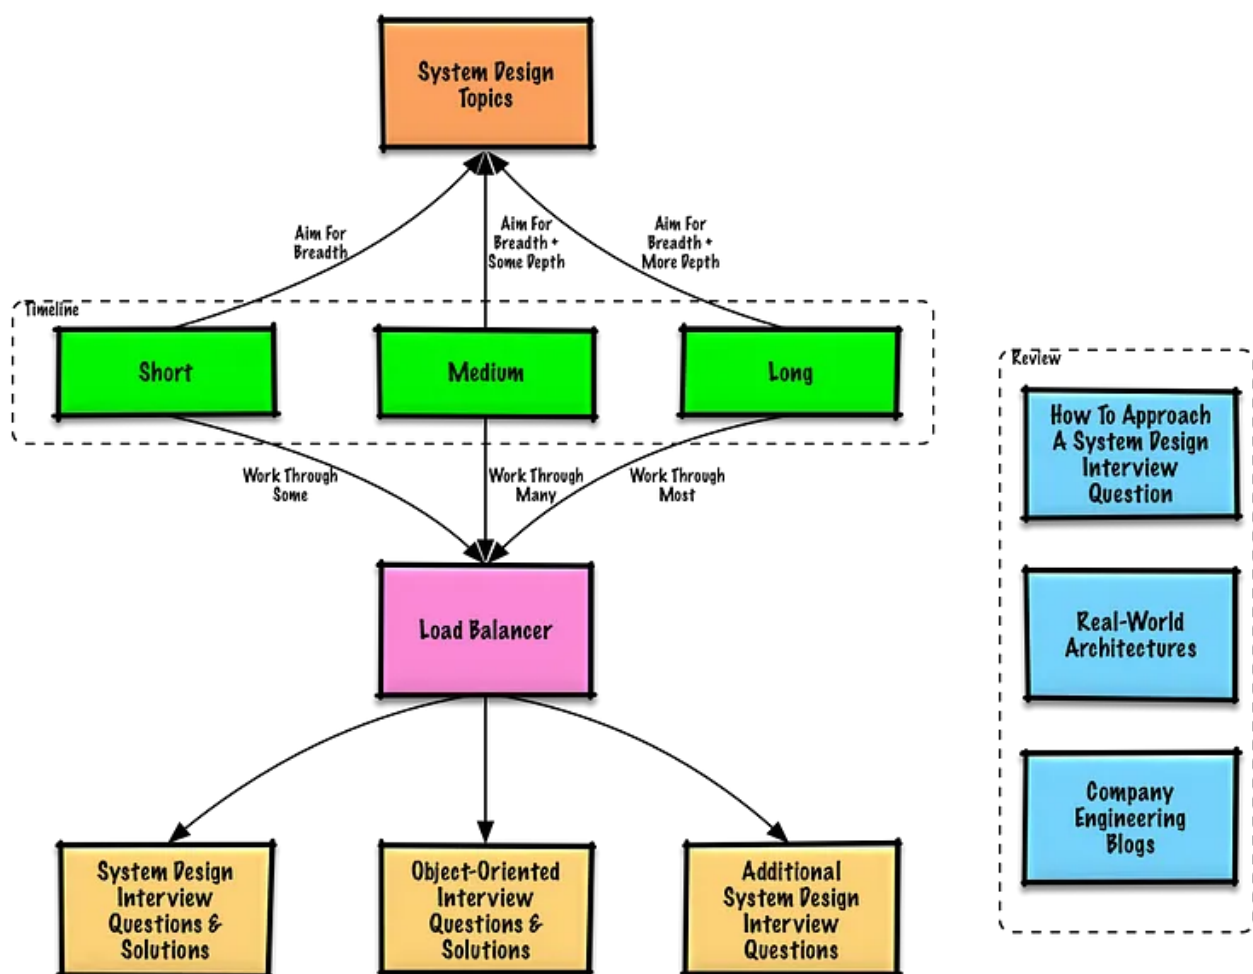 System Design
Topics
Aim For
Breadth
Aim For
Breadth +
Some Depth
Aim For
Breadth +
More Depth
Timeline
Short
Medium
Long
Work Through
Some
Work Through
Many
Work Through
Most
Load Balancer
System Design
Interview
Questions &
Solutions
Object-Oriented
Interview
Questions &
Solutions
Additional
System Design
Interview
Questions
Review
How To Approach
A System Design
Interview
Question
Real-World
Architectures
Company
Engineering
Blogs